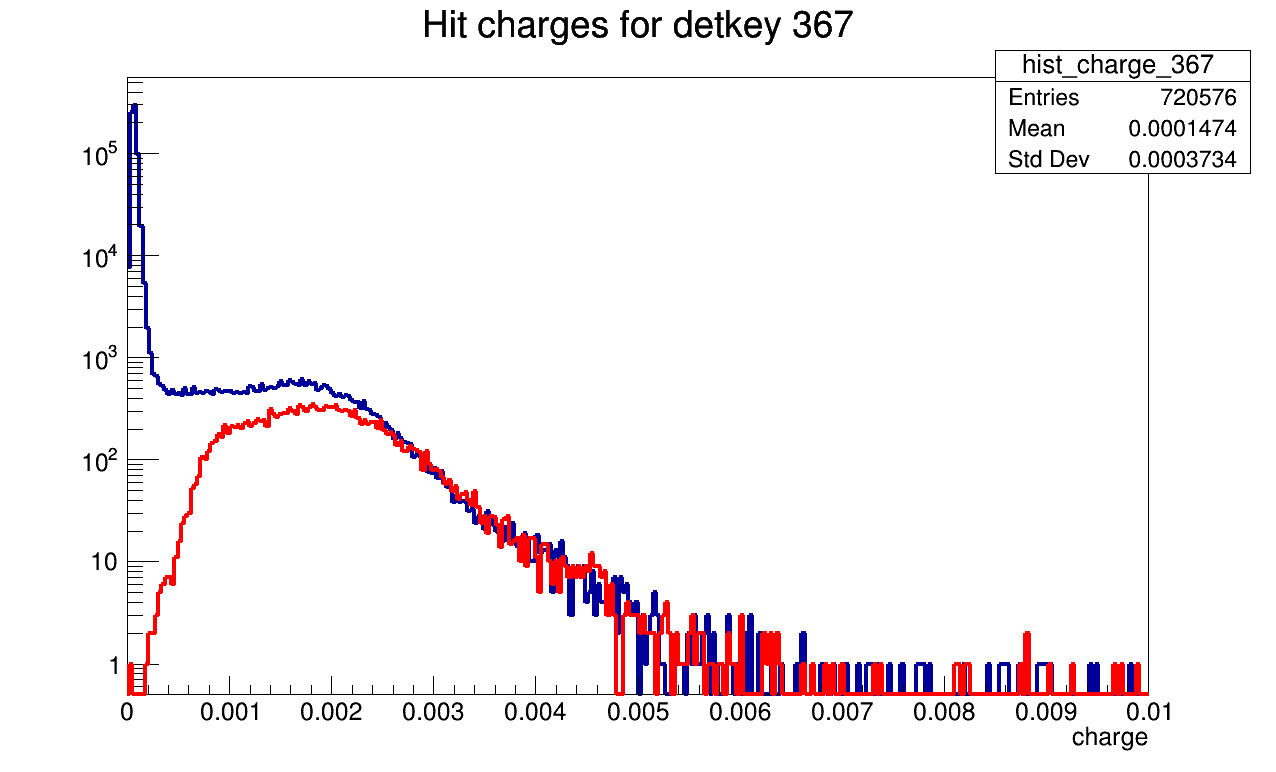 Hit charges for detkey 367
hist_charge_367
Entries 720576
Mean 0.0001474
Std Dev 0.0003734
10^5
10^4
10^3
10^2
10
1
0 0.001 0.002 0.003 0.004 0.005 0.006 0.007 0.008 0.009 0.01
charge